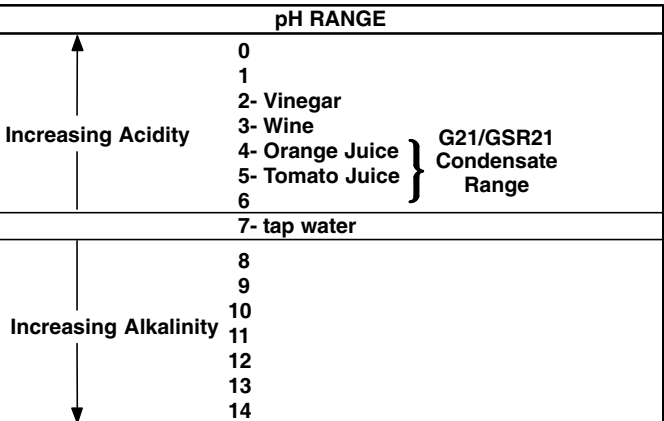 pH RANGE
0
1
2- Vinegar
3- Wine
Increasing Acidity
4- Orange Juice
5- Tomato Juice
G21/GSR21
Condensate
Range
6
7- tap water
8
9
10
Increasing Alkalinity
11
12
13
14